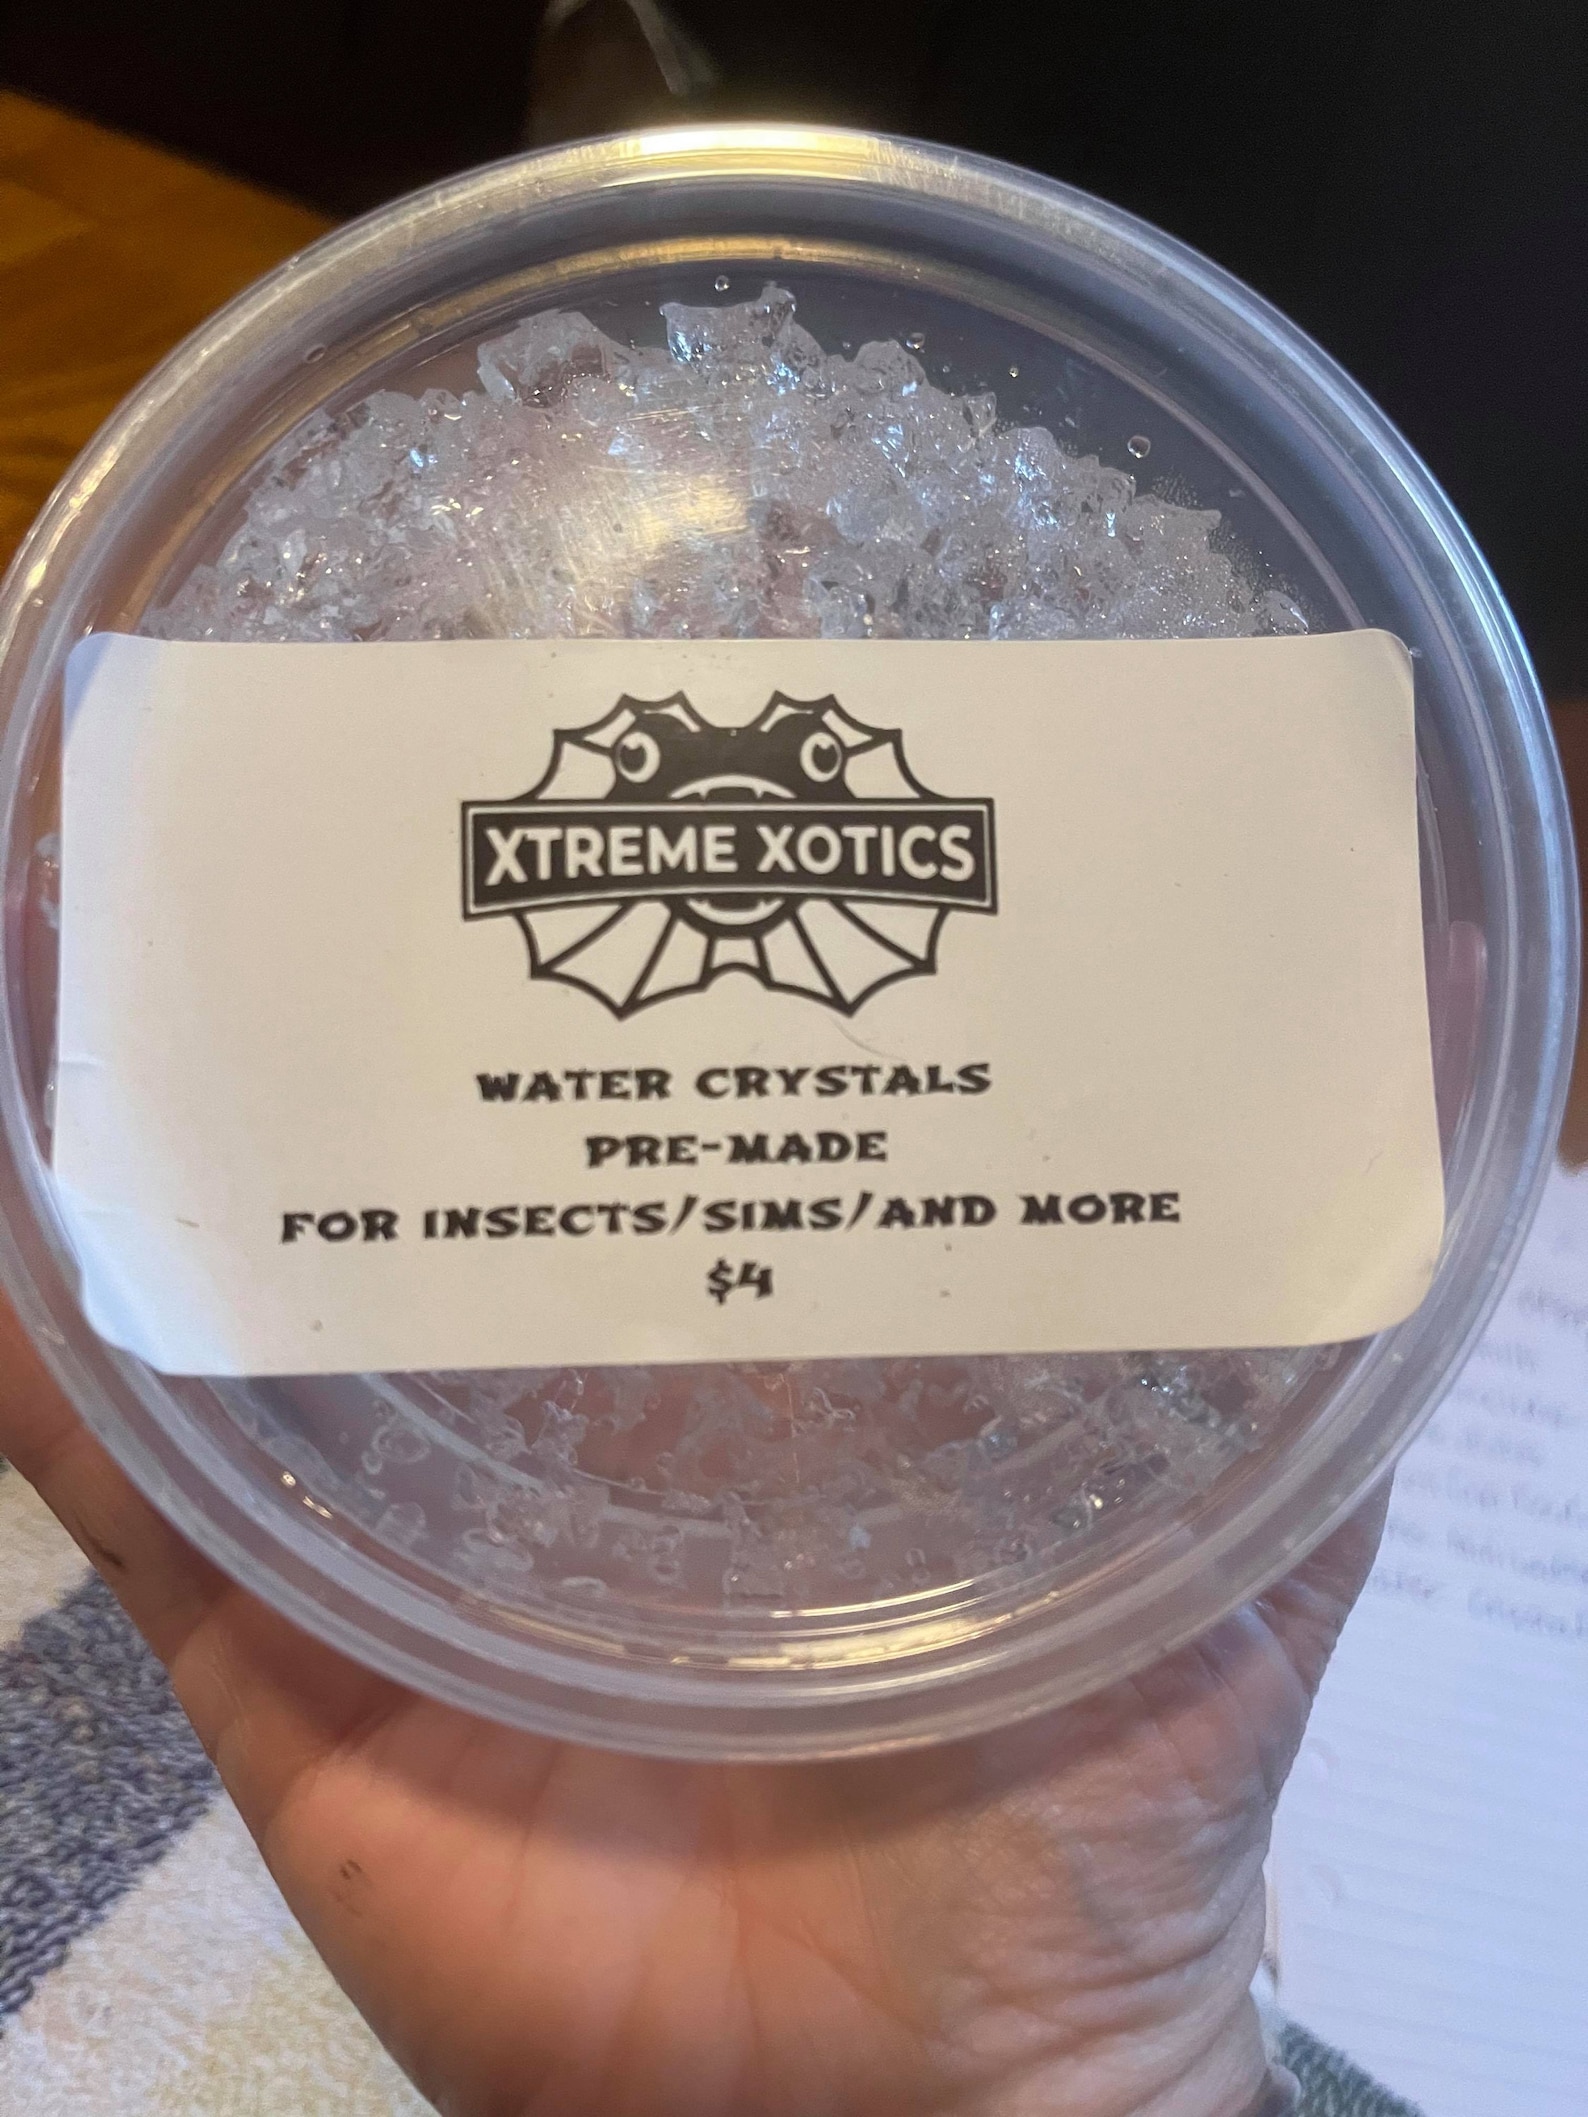 XTREME XOTICS
WATER CRYSTALS
PRE-MADE
FOR INSECTS/SIMS/AND MORE
$4